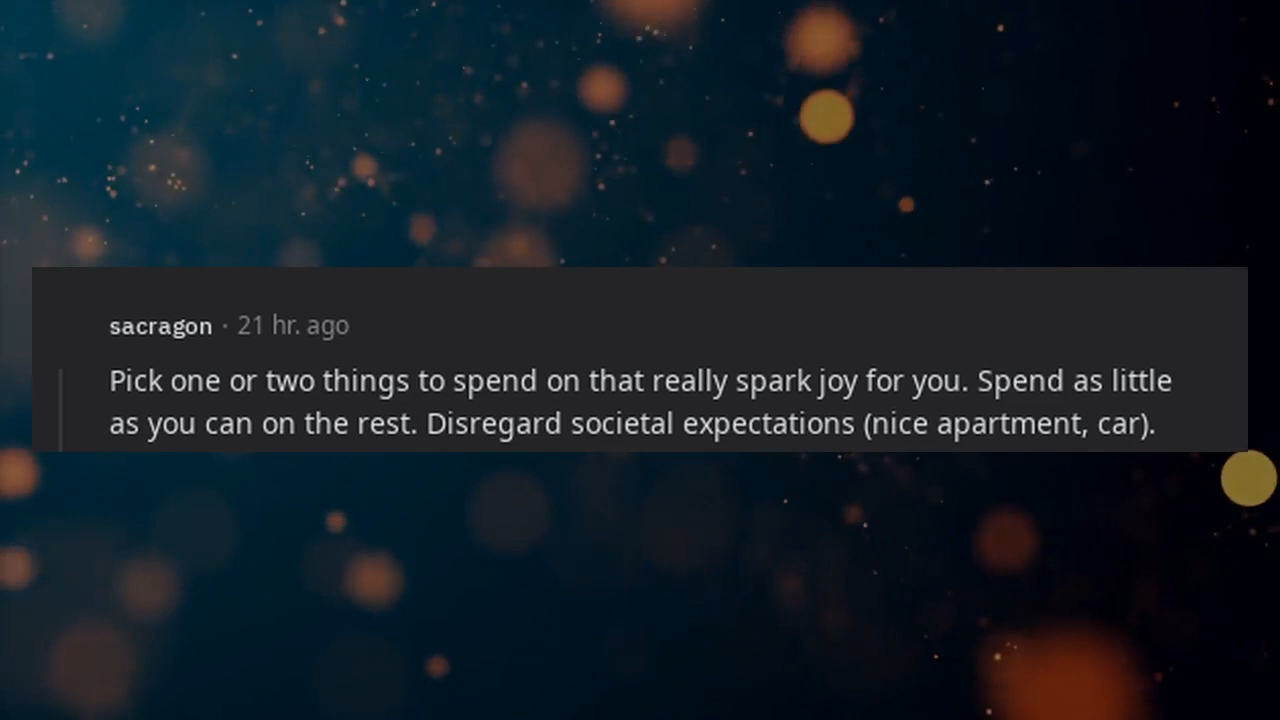 sacragon · 21 hr. ago
Pick one or two things to spend on that really spark joy for you. Spend as little
as you can on the rest. Disregard societal expectations (nice apartment, car).